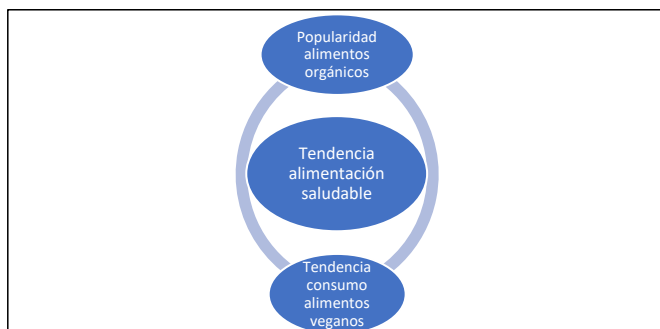 Popularidad
alimentos
orgánicos
Tendencia
alimentación
saludable
Tendencia
consumo
alimentos
veganos